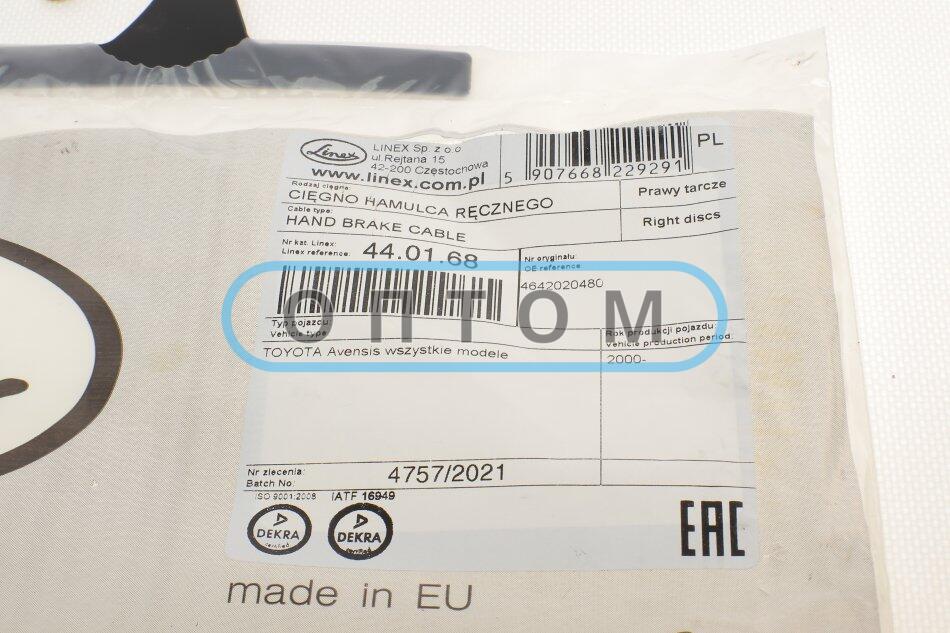 Linex
LINEX Sp. z o.o
ul.Rejtana 15
42-200 Częstochowa
www.linex.com.pl
5 907668 229291
PL
Rodzaj cięgna:
CIĘGNO HAMULCA RĘCZNEGO
Prawy tarcze
Cable type:
HAND BRAKE CABLE
Right discs
Nr kat. Linex:
Linex reference:
44.01.68
Nr oryginału:
OE reference
4642020480
ОПТОМ
Typ pojazdu:
Vehicle type:
TOYOTA Avensis wszystkie modele
Rok produkcji pojazdu:
Vehicle production period:
2000-
Nr zlecenia:
Batch No:
4757/2021
ISO 9001:2008
IATF 16949
DEKRA
certified
DEKRA
certified
EAC
made in EU